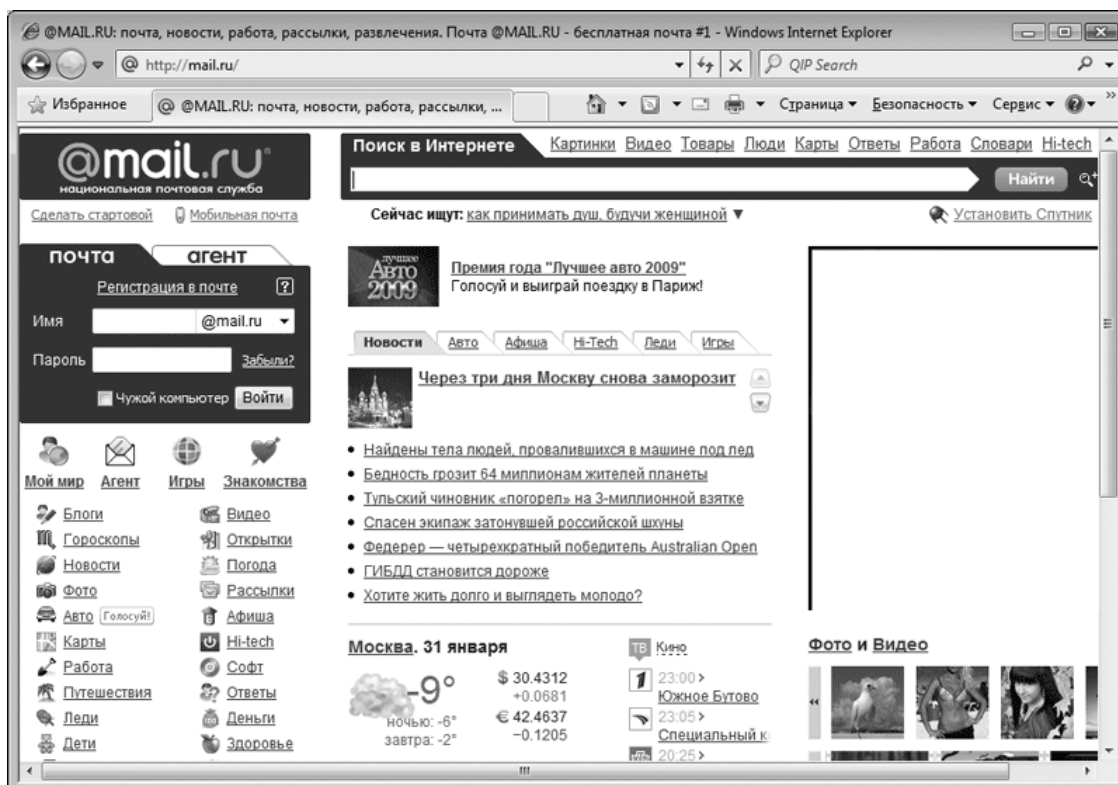 @MAIL.RU: почта, новости, работа, рассылки, развлечения. Почта @MAIL.RU - бесплатная почта #1 - Windows Internet Explorer
http://mail.ru/
QIP Search
Избранное
@MAIL.RU: почта, новости, работа, рассылки, ...
Страница
Безопасность
Сервис
@mail.ru
национальная почтовая служба
Поиск в Интернете
Картинки Видео Товары Люди Карты Ответы Работа Словари Hi-tech
Найти
Сделать стартовой
Мобильная почта
Сейчас ищут: как принимать душ, будучи женщиной ▼
Установить Спутник
почта
агент
Регистрация в почте
?
Имя
@mail.ru
Пароль
Забыли?
Чужой компьютер
Войти
лучшее
Авто
2009
Премия года "Лучшее авто 2009"
Голосуй и выиграй поездку в Париж!
Новости Авто Афиша Hi-Tech Леди Игры
Через три дня Москву снова заморозит
• Найдены тела людей, провалившихся в машине под лед
• Бедность грозит 64 миллионам жителей планеты
• Тульский чиновник «погорел» на 3-миллионной взятке
• Спасен экипаж затонувшей российской шхуны
• Федерер — четырехкратный победитель Australian Open
• ГИБДД становится дороже
• Хотите жить долго и выглядеть молодо?
Мой мир Агент Игры Знакомства
Блоги Видео
Гороскопы Открытки
Новости Погода
Фото Рассылки
Авто Голосуй! Афиша
Карты Hi-tech
Работа Софт
Путешествия Ответы
Леди Деньги
Дети Здоровье
Москва. 31 января
-9°
ночью: -6°
завтра: -2°
$ 30.4312
+0.0681
€ 42.4637
−0.1205
ТВ Кино
23:00 >
Южное Бутово
23:05 >
Специальный к
20:25 >
Фото и Видео